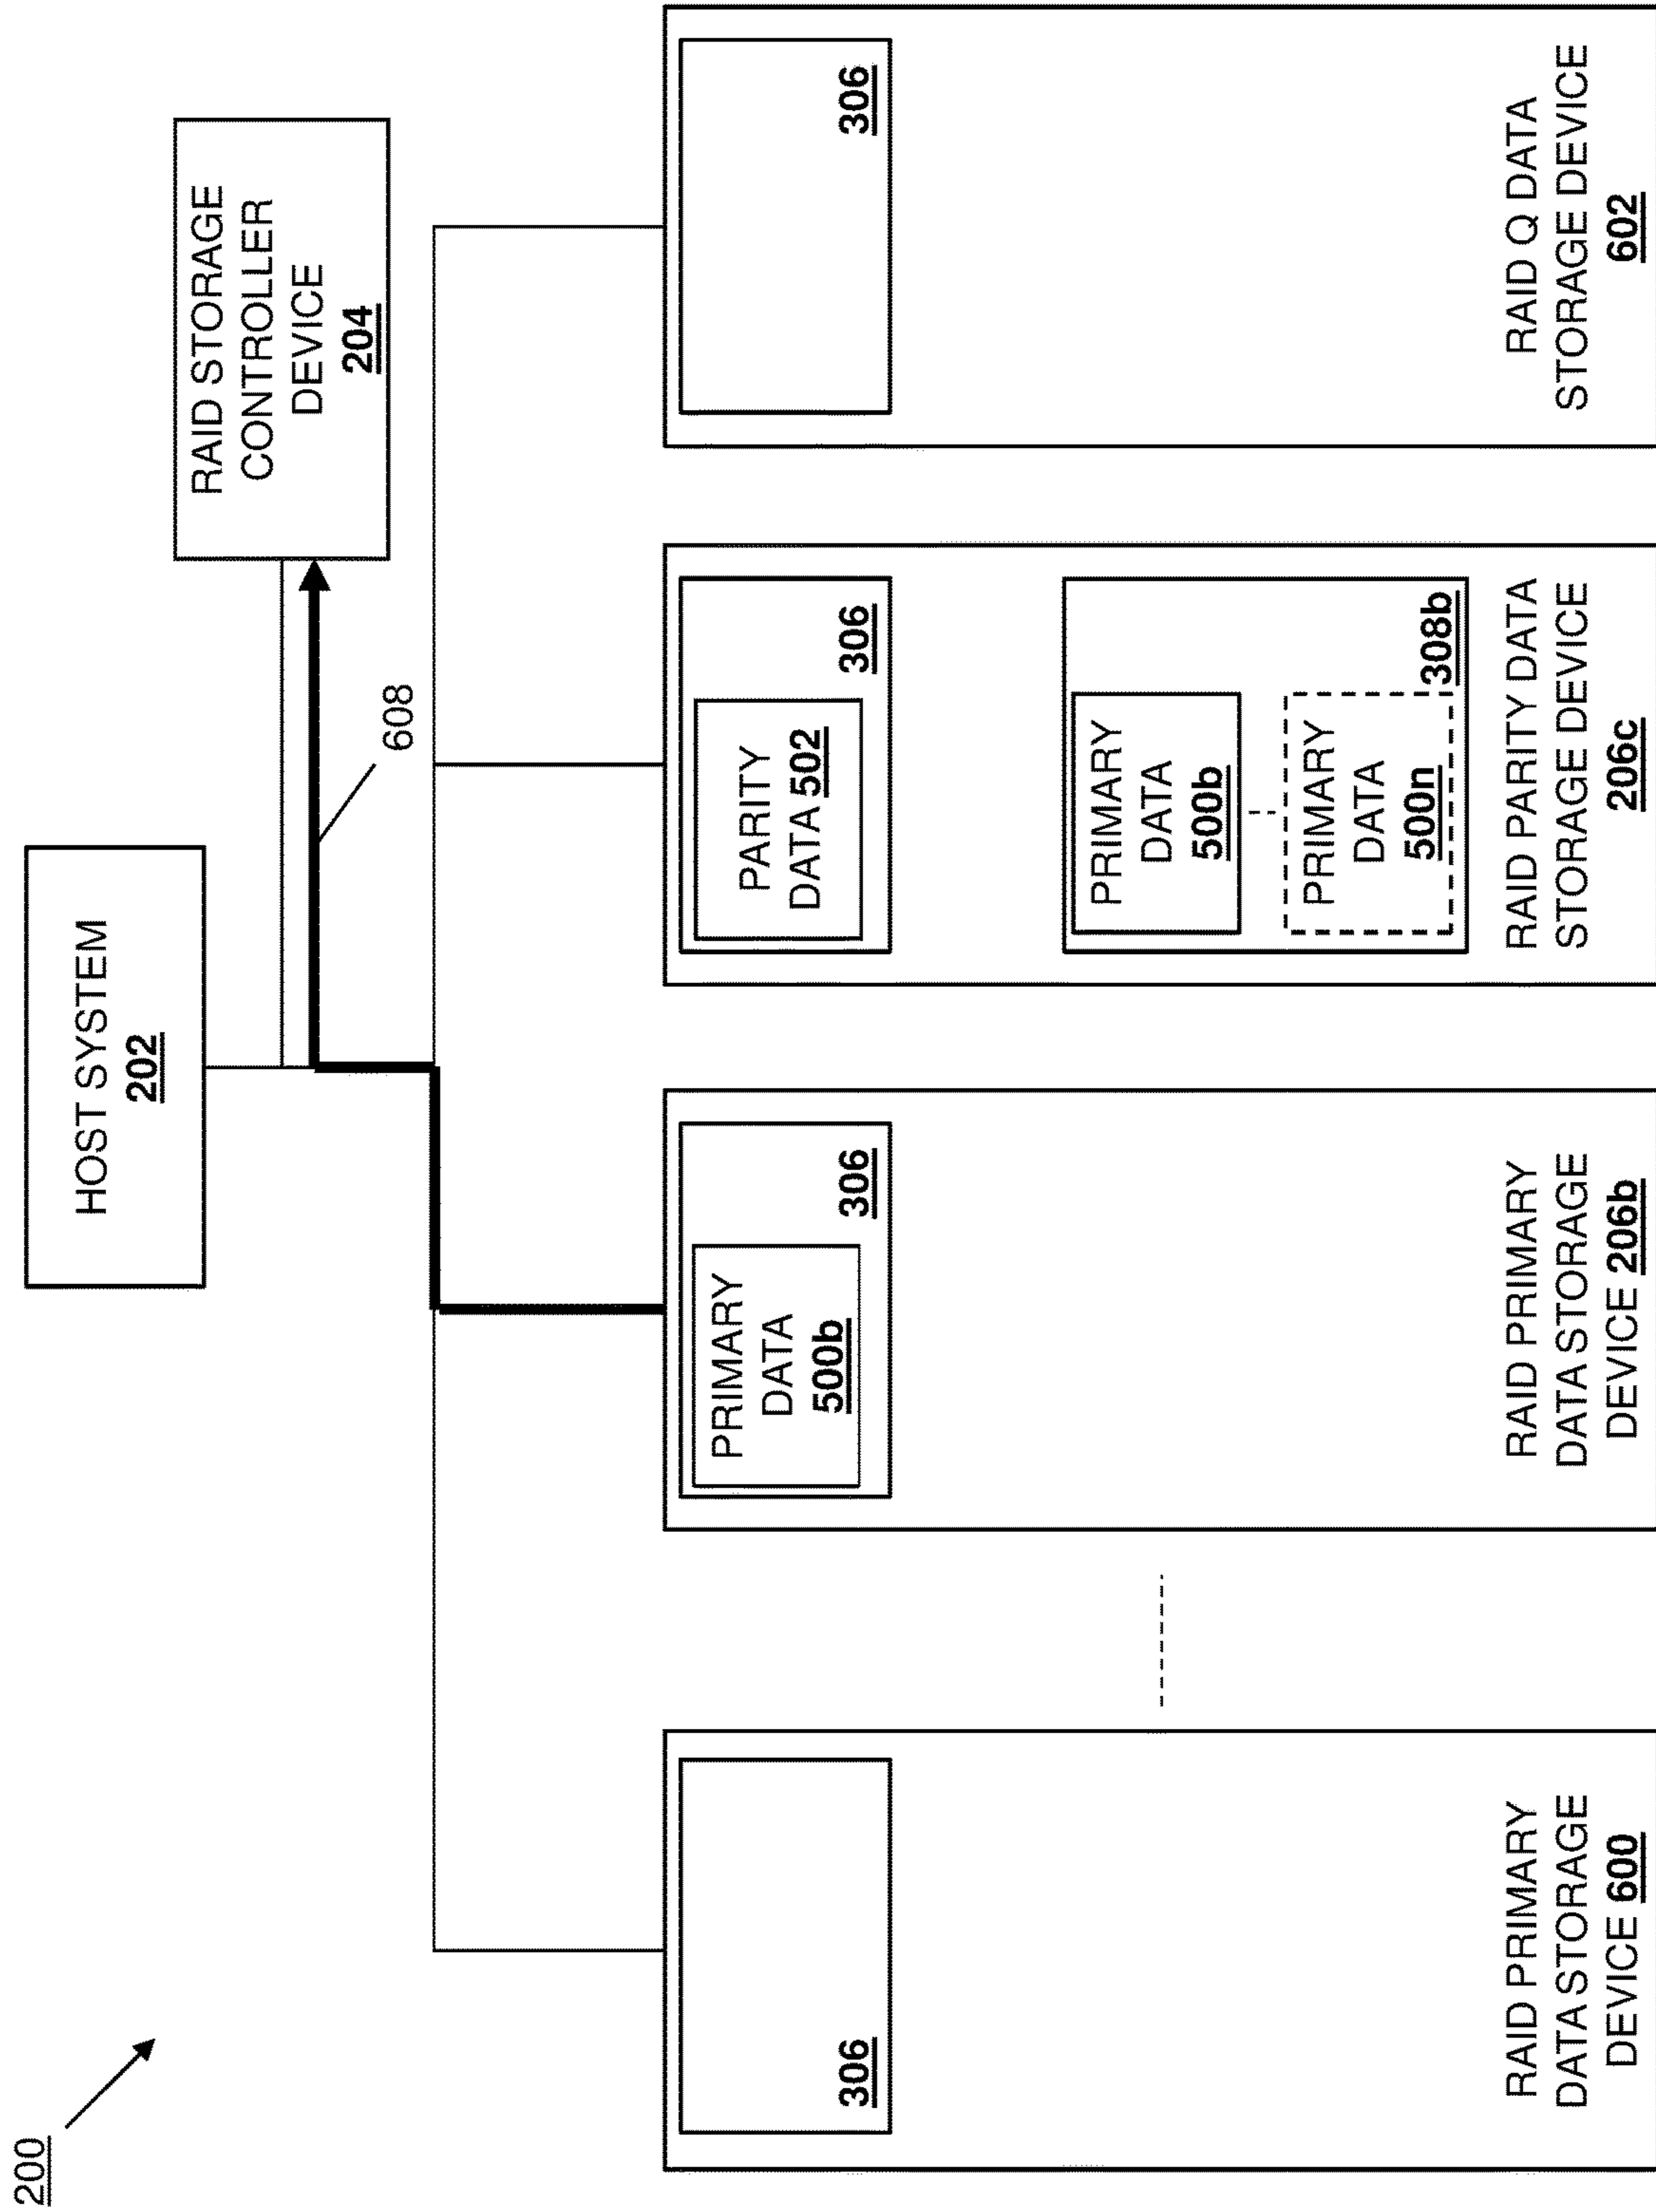 200
HOST SYSTEM
202
RAID STORAGE
CONTROLLER
DEVICE
204
608
306
RAID PRIMARY
DATA STORAGE
DEVICE 600
PRIMARY
DATA
500b
306
RAID PRIMARY
DATA STORAGE
DEVICE 206b
PARITY
DATA 502
306
PRIMARY
DATA
500b
PRIMARY
DATA
500n
308b
RAID PARITY DATA
STORAGE DEVICE
206c
306
RAID Q DATA
STORAGE DEVICE
602